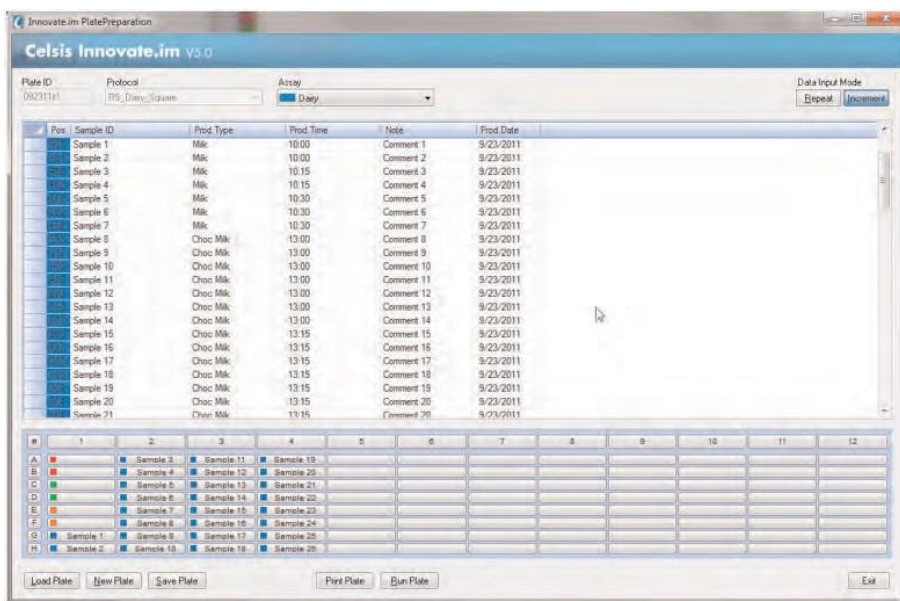 Innovate.im PlatePreparation
Celsis Innovate.im V5.0
Plate ID Protocol Assay Data Input Mode
RS_Dairy_Square Dairy Repeat Increment
Pos Sample ID Prod.Type Prod.Time Note Prod.Date
Sample 1 Milk 10:00 Comment 1 9/23/2011
Sample 2 Milk 10:00 Comment 2 9/23/2011
Sample 3 Milk 10:15 Comment 3 9/23/2011
Sample 4 Milk 10:15 Comment 4 9/23/2011
Sample 5 Milk 10:30 Comment 5 9/23/2011
Sample 6 Milk 10:30 Comment 6 9/23/2011
Sample 7 Milk 10:30 Comment 7 9/23/2011
Sample 8 Choc Milk 13:00 Comment 8 9/23/2011
Sample 9 Choc Milk 13:00 Comment 9 9/23/2011
Sample 10 Choc Milk 13:00 Comment 10 9/23/2011
Sample 11 Choc Milk 13:00 Comment 11 9/23/2011
Sample 12 Choc Milk 13:00 Comment 12 9/23/2011
Sample 13 Choc Milk 13:00 Comment 13 9/23/2011
Sample 14 Choc Milk 13:00 Comment 14 9/23/2011
Sample 15 Choc Milk 13:15 Comment 15 9/23/2011
Sample 16 Choc Milk 13:15 Comment 16 9/23/2011
Sample 17 Choc Milk 13:15 Comment 17 9/23/2011
Sample 18 Choc Milk 13:15 Comment 18 9/23/2011
Sample 19 Choc Milk 13:15 Comment 19 9/23/2011
Sample 20 Choc Milk 13:15 Comment 20 9/23/2011
Sample 21 Choc Milk 13:15 Comment 20 9/23/2011
# 1 2 3 4 5 6 7 8 9 10 11 12
A Sample 3 Sample 11 Sample 19
B Sample 4 Sample 12 Sample 20
C Sample 5 Sample 13 Sample 21
D Sample 6 Sample 14 Sample 22
E Sample 7 Sample 15 Sample 23
F Sample 8 Sample 16 Sample 24
G Sample 1 Sample 9 Sample 17 Sample 25
H Sample 2 Sample 10 Sample 18 Sample 26
Load Plate New Plate Save Plate Print Plate Run Plate Exit